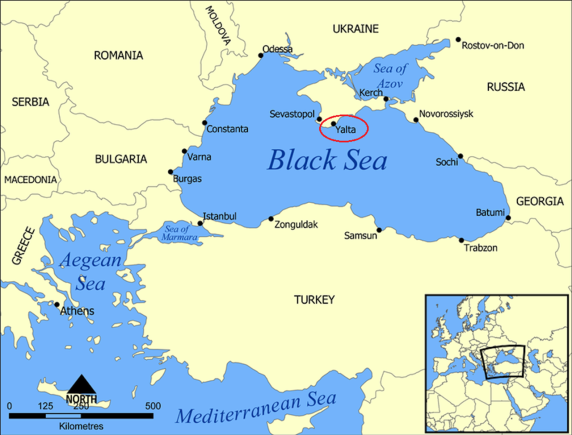 UKRAINE
MOLDOVA
Odessa
Rostov-on-Don
ROMANIA
Sea of
Azov
RUSSIA
Kerch
SERBIA
Sevastopol
Novorossiysk
Yalta
Constanta
Black Sea
Varna
BULGARIA
Sochi
Burgas
MACEDONIA
GEORGIA
Batumi
Istanbul
Zonguldak
Sea of
Marmara
Samsun
Trabzon
GREECE
Aegean
Sea
TURKEY
Athens
NORTH
0 125 250 500
Kilometres
Mediterranean Sea